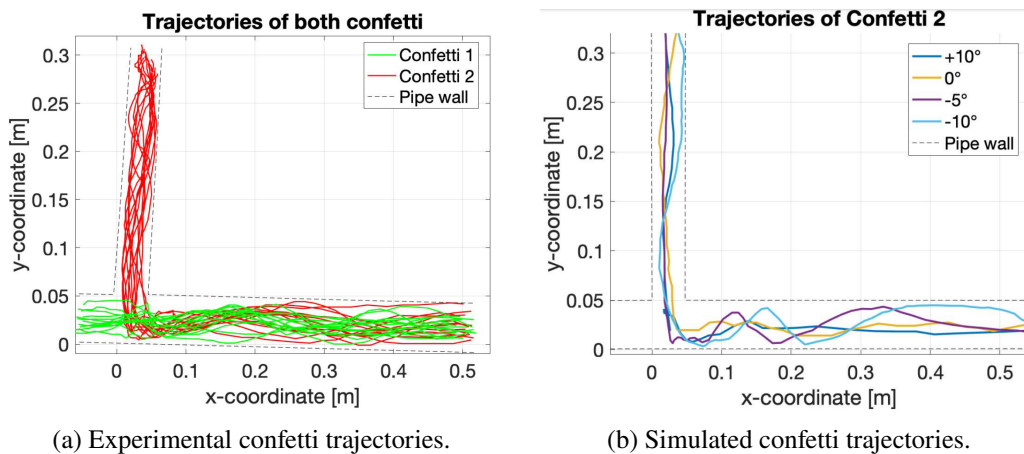 Trajectories of both confetti
Confetti 1
Confetti 2
Pipe wall
0.3
0.25
0.2
0.15
0.1
0.05
0
y-coordinate [m]
0
0.1
0.2
0.3
0.4
0.5
x-coordinate [m]
(a) Experimental confetti trajectories.
Trajectories of Confetti 2
+10°
0°
-5°
-10°
Pipe wall
0.3
0.25
0.2
0.15
0.1
0.05
0
y-coordinate [m]
0
0.1
0.2
0.3
0.4
0.5
x-coordinate [m]
(b) Simulated confetti trajectories.